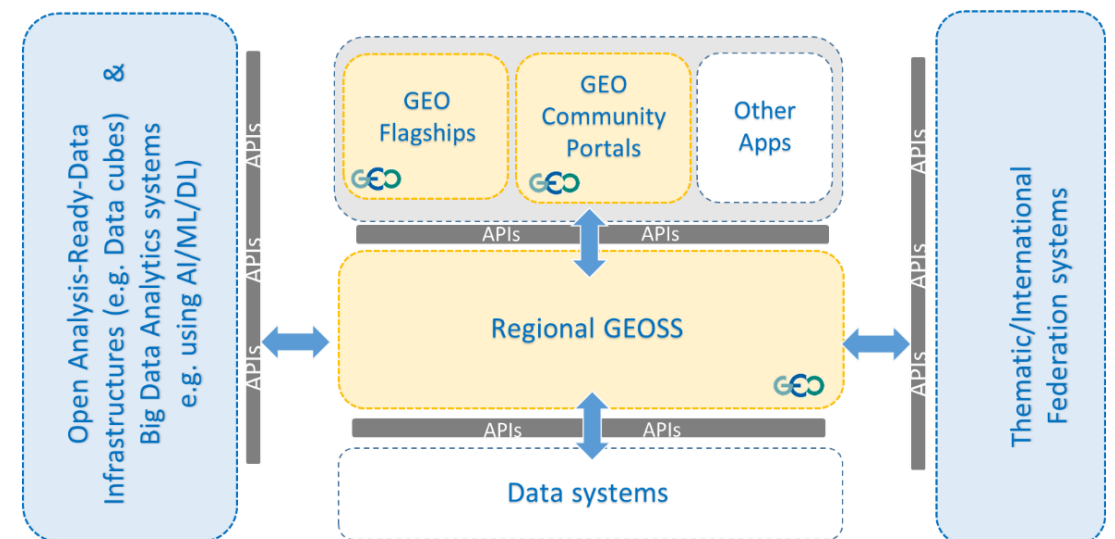 Open Analysis-Ready-Data &
Infrastructures (e.g. Data cubes)
Big Data Analytics systems
e.g. using AI/ML/DL)
APIs
APIs
APIs
GEO
Flagships
GEO
GEO
Community
Portals
GEO
Other
Apps
APIs APIs
Regional GEOSS
GEO
APIs APIs
Data systems
APIs
APIs
APIs
Thematic/International
Federation systems